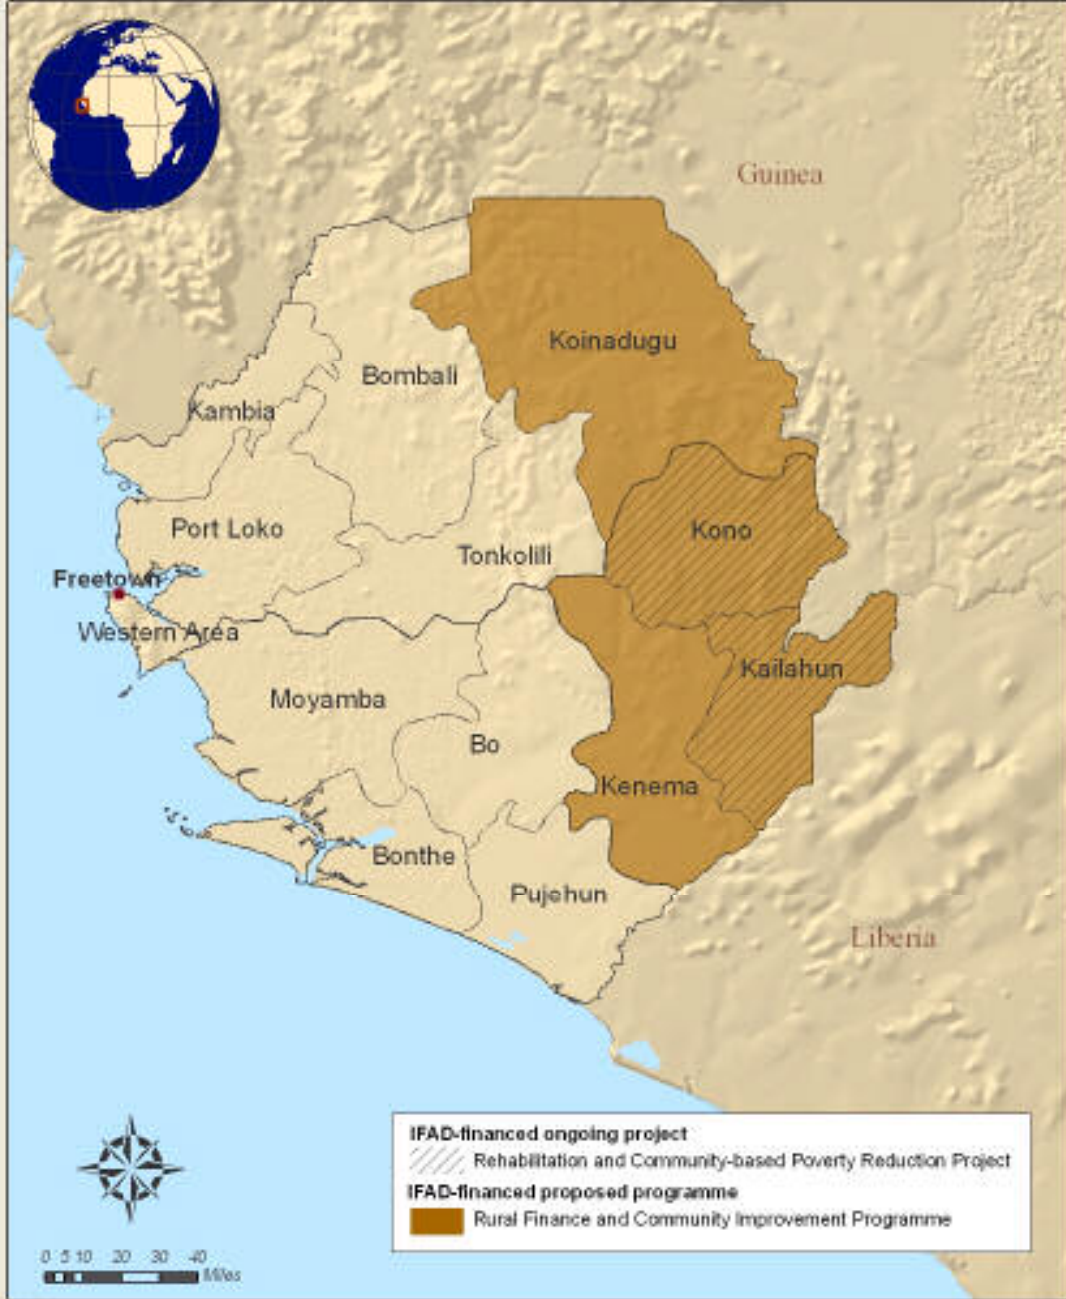 Guinea
Koinadugu
Bombali
Kambia
Port Loko
Kono
Tonkolili
Freetown
Western Area
Kailahun
Moyamba
Bo
Kenema
Bonthe
Pujehun
Liberia
IFAD-financed ongoing project
Rehabilitation and Community-based Poverty Reduction Project
IFAD-financed proposed programme
Rural Finance and Community Improvement Programme
0 5 10 20 30 40
Miles